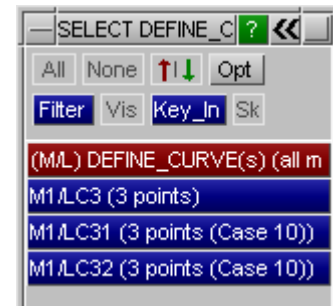 SELECT DEFINE_C ? <<
All None ↑I↓ Opt
Filter Vis Key_In Sk
(M/L) DEFINE_CURVE(s) (all m
M1/LC3 (3 points)
M1/LC31 (3 points (Case 10))
M1/LC32 (3 points (Case 10))